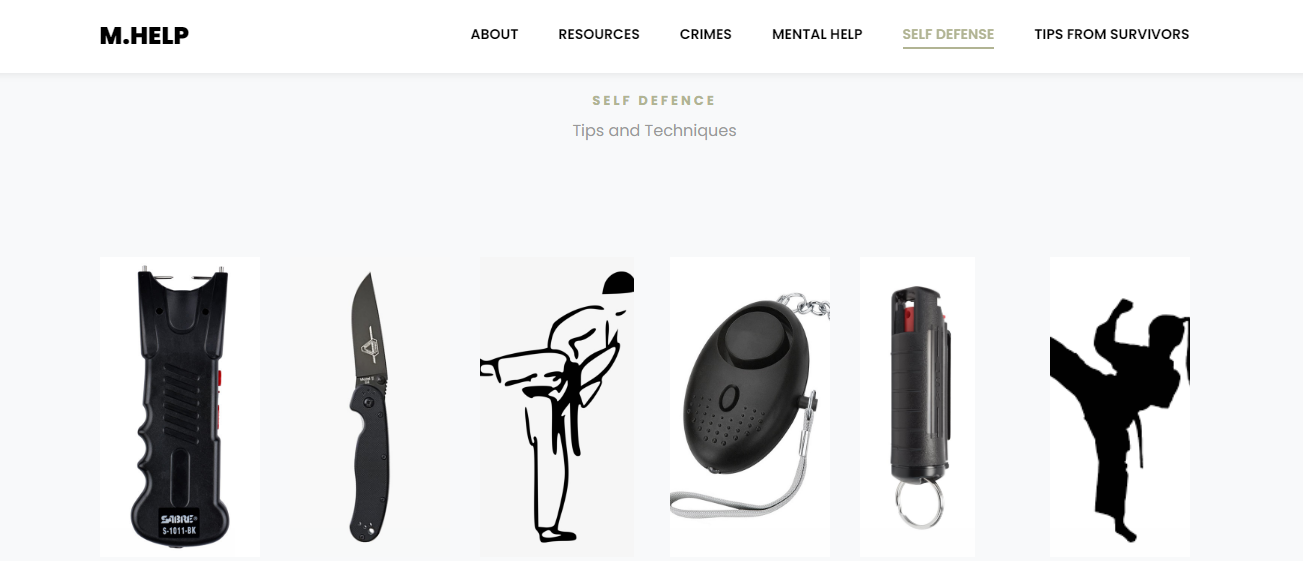 M.HELP
ABOUT
RESOURCES
CRIMES
MENTAL HELP
SELF DEFENSE
TIPS FROM SURVIVORS
SELF DEFENCE
Tips and Techniques
SABRE
S-1011-BK